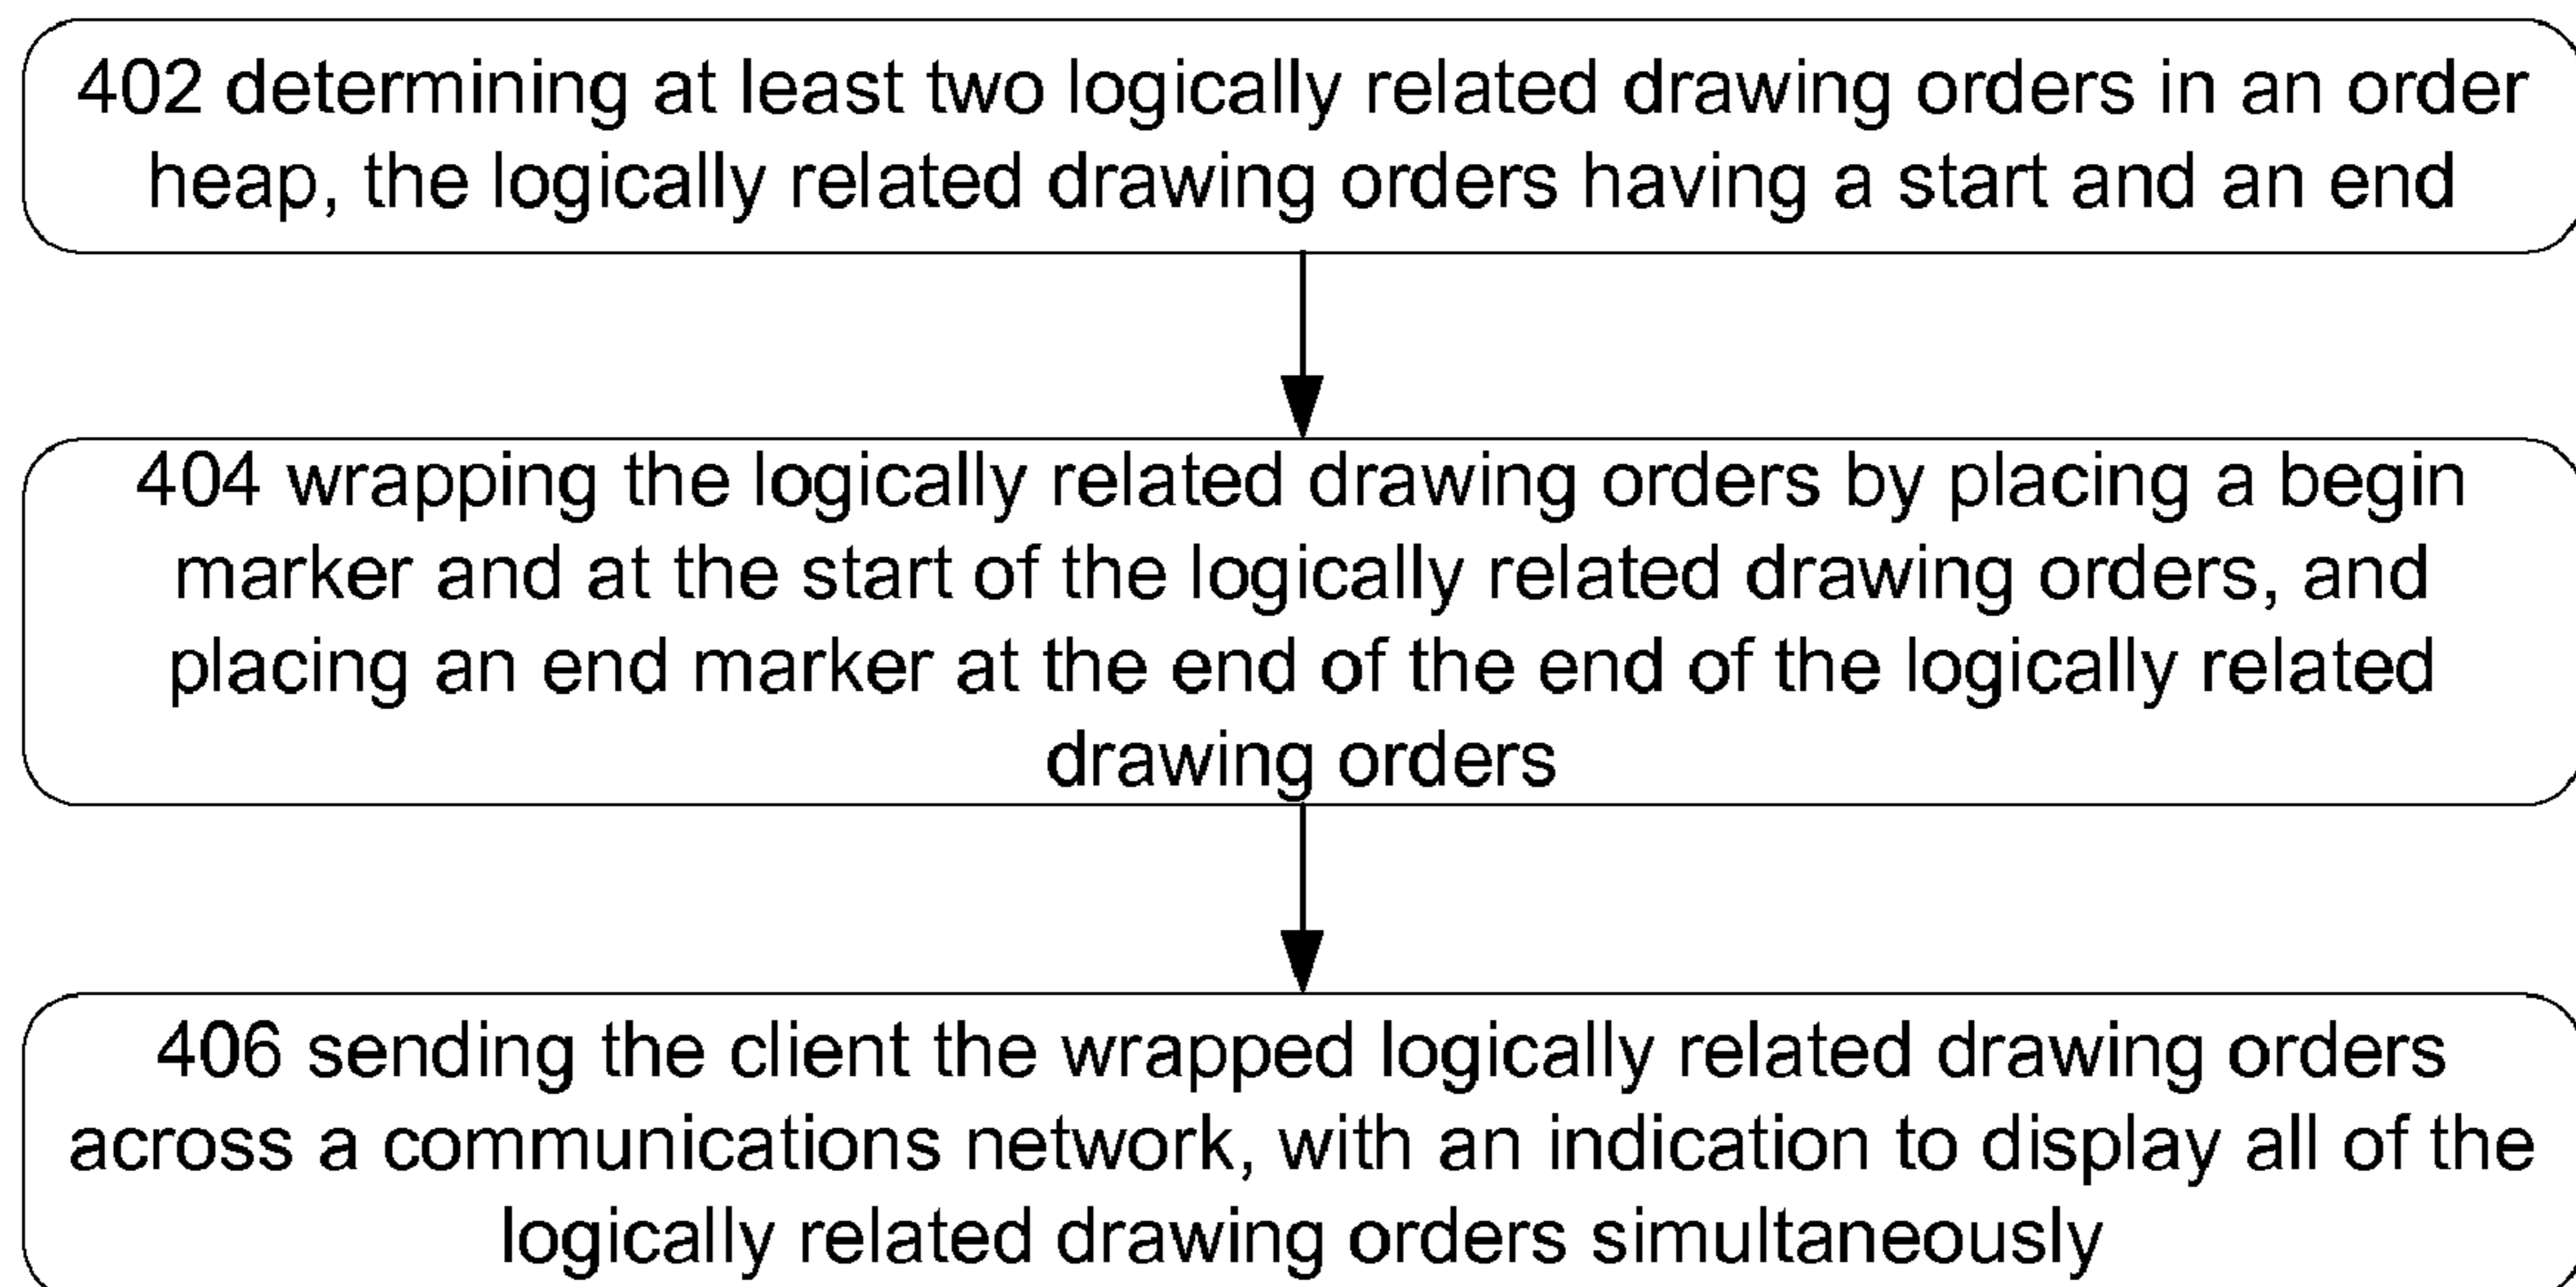 402 determining at least two logically related drawing orders in an order
heap, the logically related drawing orders having a start and an end
404 wrapping the logically related drawing orders by placing a begin
marker and at the start of the logically related drawing orders, and
placing an end marker at the end of the end of the logically related
drawing orders
406 sending the client the wrapped logically related drawing orders
across a communications network, with an indication to display all of the
logically related drawing orders simultaneously